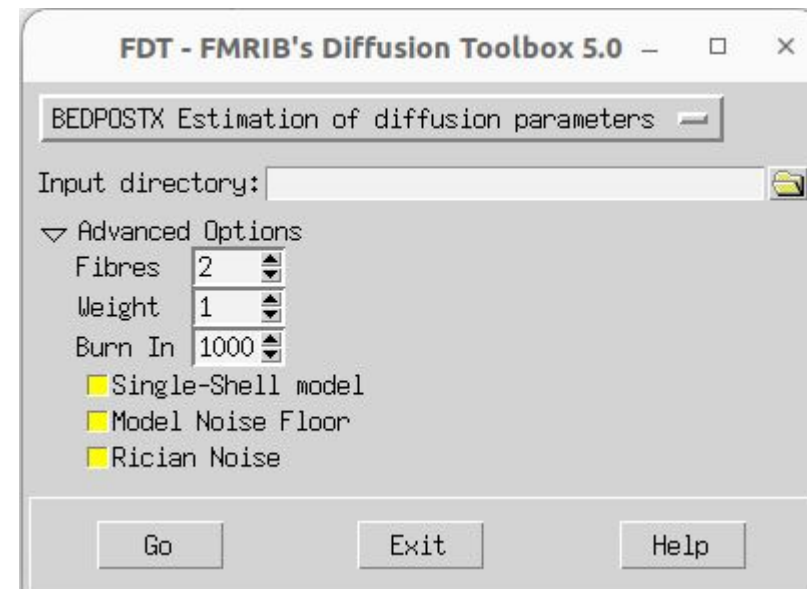 FDT - FMRIB's Diffusion Toolbox 5.0
BEDPOSTX Estimation of diffusion parameters
Input directory:
Advanced Options
Fibres 2
Weight 1
Burn In 1000
Single-Shell model
Model Noise Floor
Rician Noise
Go Exit Help